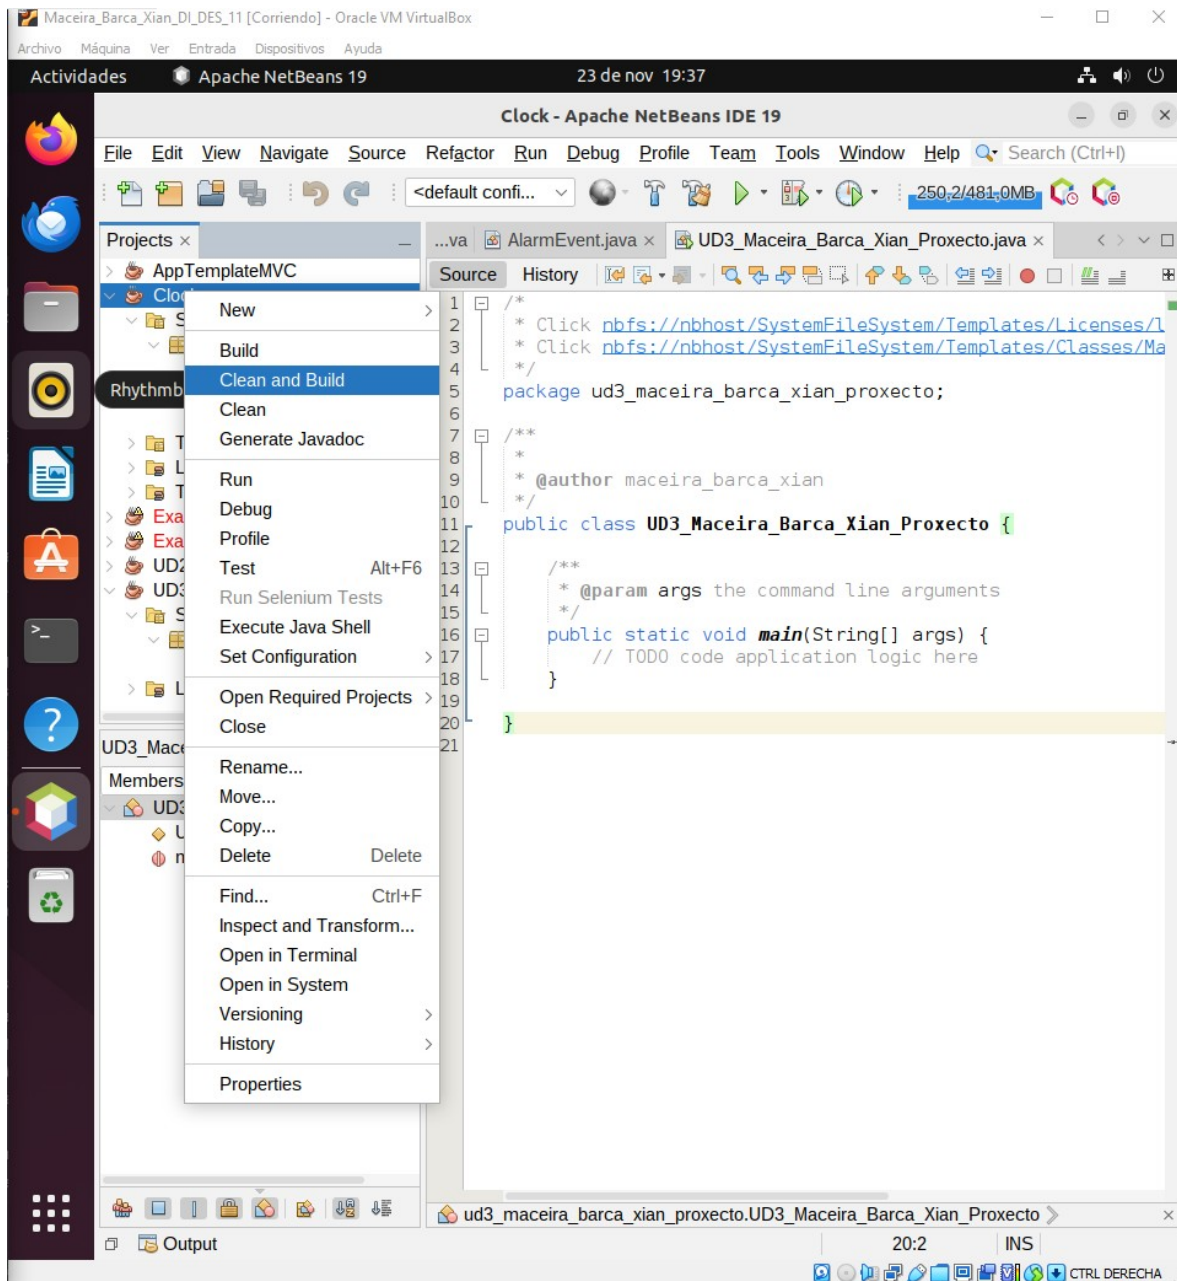 Maceira_Barca_Xian_DI_DES_11 [Corriendo] - Oracle VM VirtualBox
Archivo Máquina Ver Entrada Dispositivos Ayuda
Actividades Apache NetBeans 19 23 de nov 19:37
Clock - Apache NetBeans IDE 19
File Edit View Navigate Source Refactor Run Debug Profile Team Tools Window Help Search (Ctrl+I)
<default confi... 250,2/481,0MB
Projects
...va AlarmEvent.java UD3_Maceira_Barca_Xian_Proxecto.java
AppTemplateMVC
Source History
New
Build
Clean and Build
Rhythmb
Clean
Generate Javadoc
Run
Exa
Debug
Exa
Profile
UD2
Test Alt+F6
UD3
Run Selenium Tests
Execute Java Shell
Set Configuration
Open Required Projects
Close
UD3_Mace
Rename...
Members
Move...
UD3
Copy...
Delete Delete
Find... Ctrl+F
Inspect and Transform...
Open in Terminal
Open in System
Versioning
History
Properties
1 /*
2 * Click nbfs://nbhost/SystemFileSystem/Templates/Licenses/l
3 * Click nbfs://nbhost/SystemFileSystem/Templates/Classes/Ma
4 */
5 package ud3_maceira_barca_xian_proxecto;
6
7 /**
8 *
9 * @author maceira_barca_xian
10 */
11 public class UD3_Maceira_Barca_Xian_Proxecto {
12
13 /**
14 * @param args the command line arguments
15 */
16 public static void main(String[] args) {
17 // TODO code application logic here
18 }
19
20 }
21
ud3_maceira_barca_xian_proxecto.UD3_Maceira_Barca_Xian_Proxecto
Output 20:2 INS
CTRL DERECHA